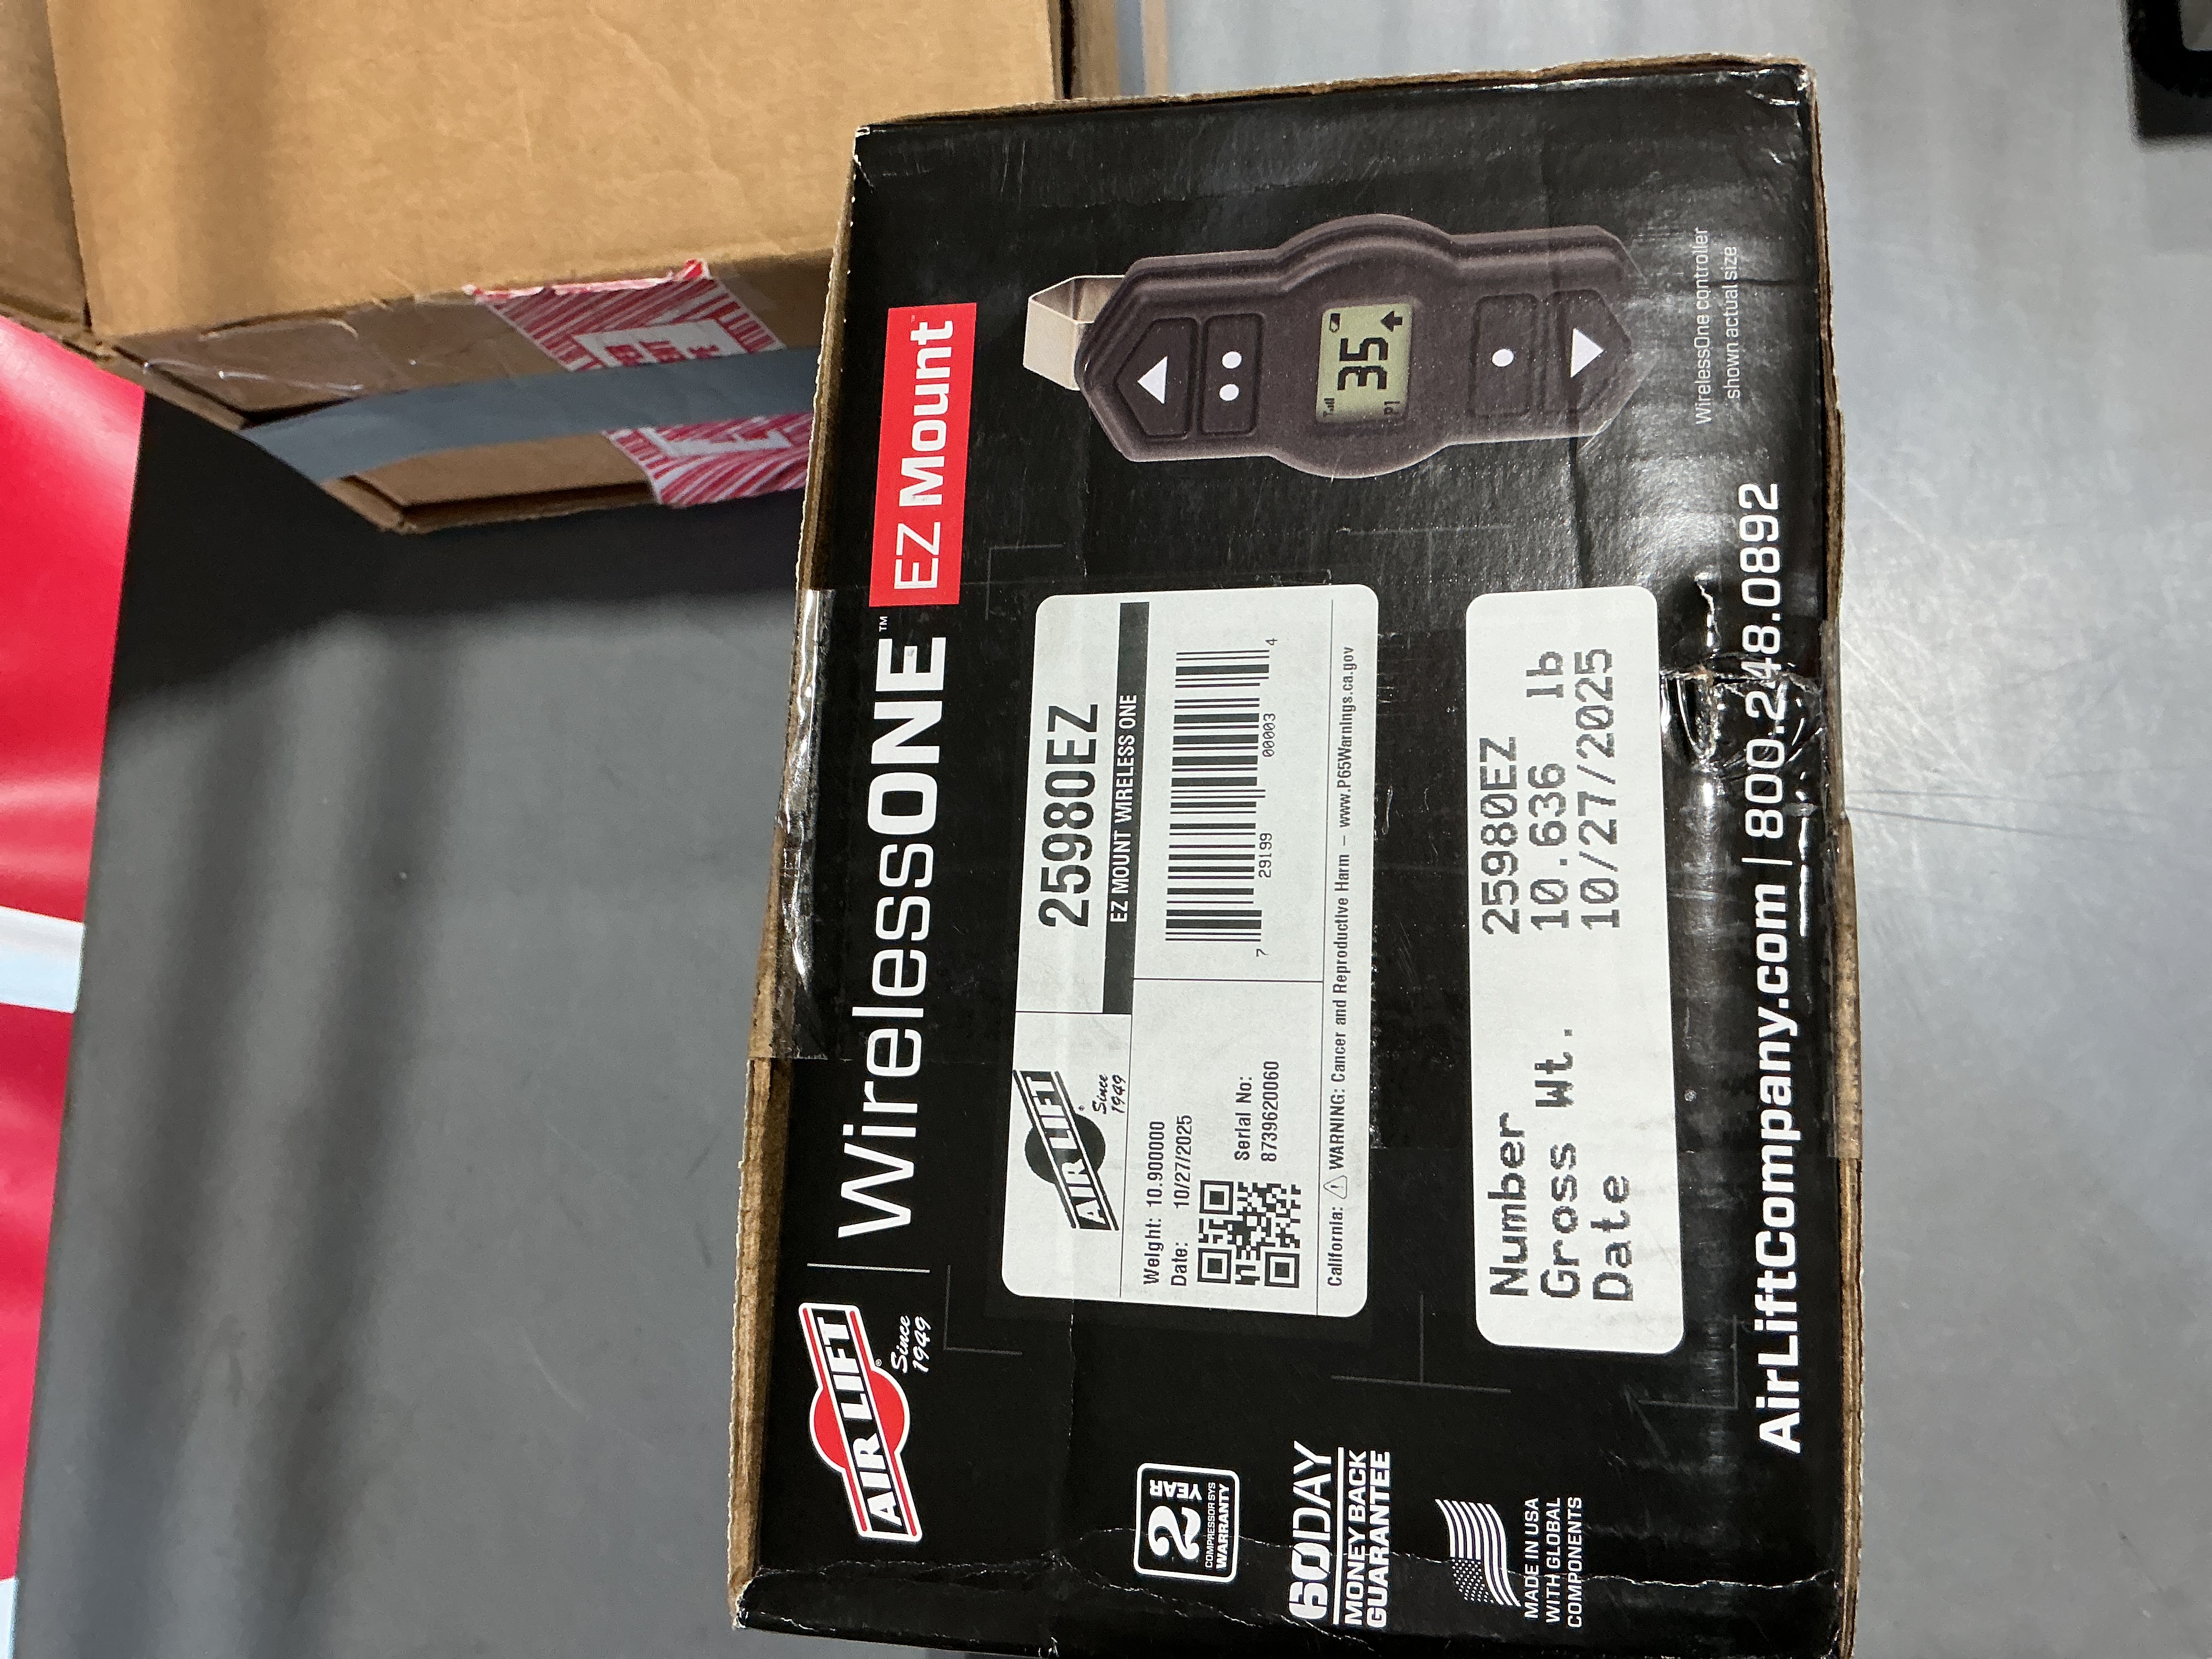 AIR LIFT®
Since
1949
WirelessONE™
EZ Mount™
AIR LIFT®
Since
1949
25980EZ
EZ MOUNT WIRELESS ONE
Weight: 10.900000
Date: 10/27/2025
Serial No:
8739620060
7 29199 00003 4
California: ⚠ WARNING: Cancer and Reproductive Harm – www.P65Warnings.ca.gov
35
P1
WirelessOne controller
shown actual size
2
YEAR
COMPRESSOR SYS
WARRANTY
60DAY
MONEY BACK
GUARANTEE
MADE IN USA
WITH GLOBAL
COMPONENTS
Number 25980EZ
Gross Wt. 10.636 lb
Date 10/27/2025
AirLiftCompany.com | 800.248.0892